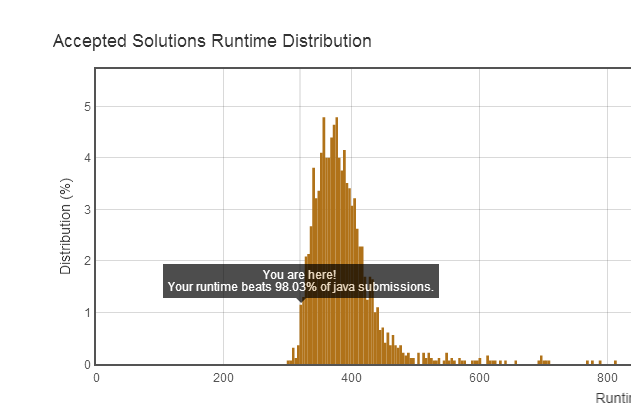 Accepted Solutions Runtime Distribution
5
4
3
2
1
0
Distribution (%)
You are here!
Your runtime beats 98.03% of java submissions.
0
200
400
600
800
Runtin